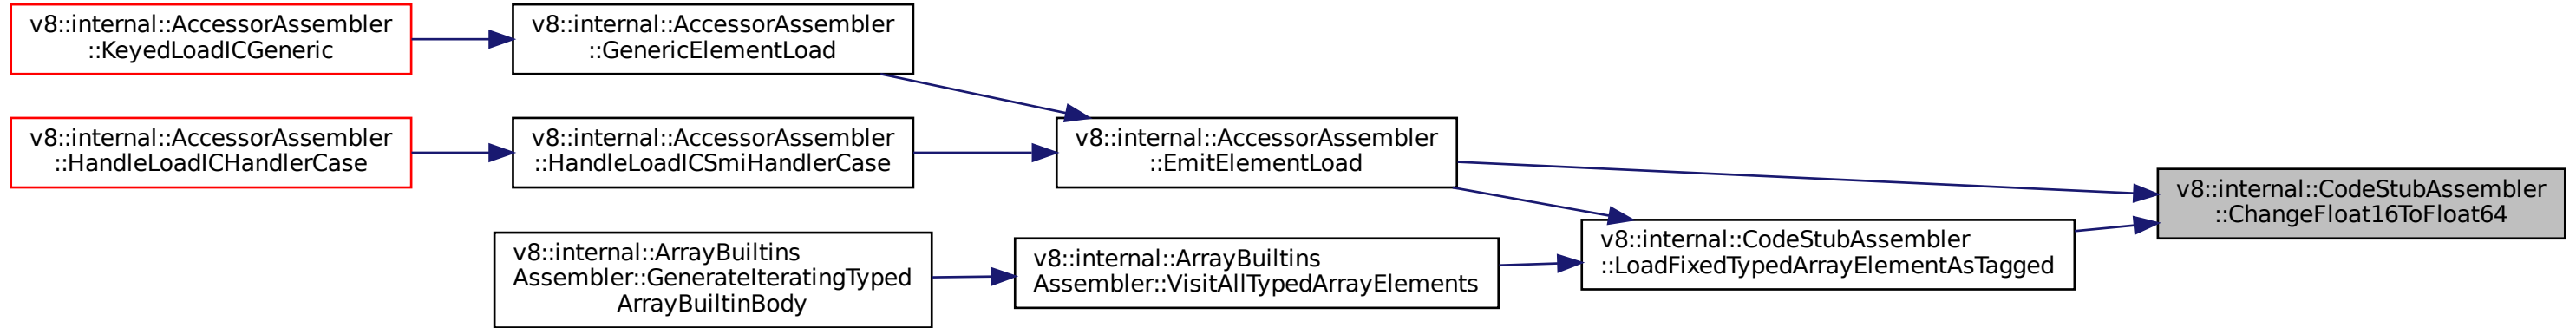 v8::internal::AccessorAssembler
::KeyedLoadICGeneric
v8::internal::AccessorAssembler
::GenericElementLoad
v8::internal::AccessorAssembler
::HandleLoadICHandlerCase
v8::internal::AccessorAssembler
::HandleLoadICSmiHandlerCase
v8::internal::AccessorAssembler
::EmitElementLoad
v8::internal::CodeStubAssembler
::ChangeFloat16ToFloat64
v8::internal::ArrayBuiltins
Assembler::GenerateIteratingTyped
ArrayBuiltinBody
v8::internal::ArrayBuiltins
Assembler::VisitAllTypedArrayElements
v8::internal::CodeStubAssembler
::LoadFixedTypedArrayElementAsTagged